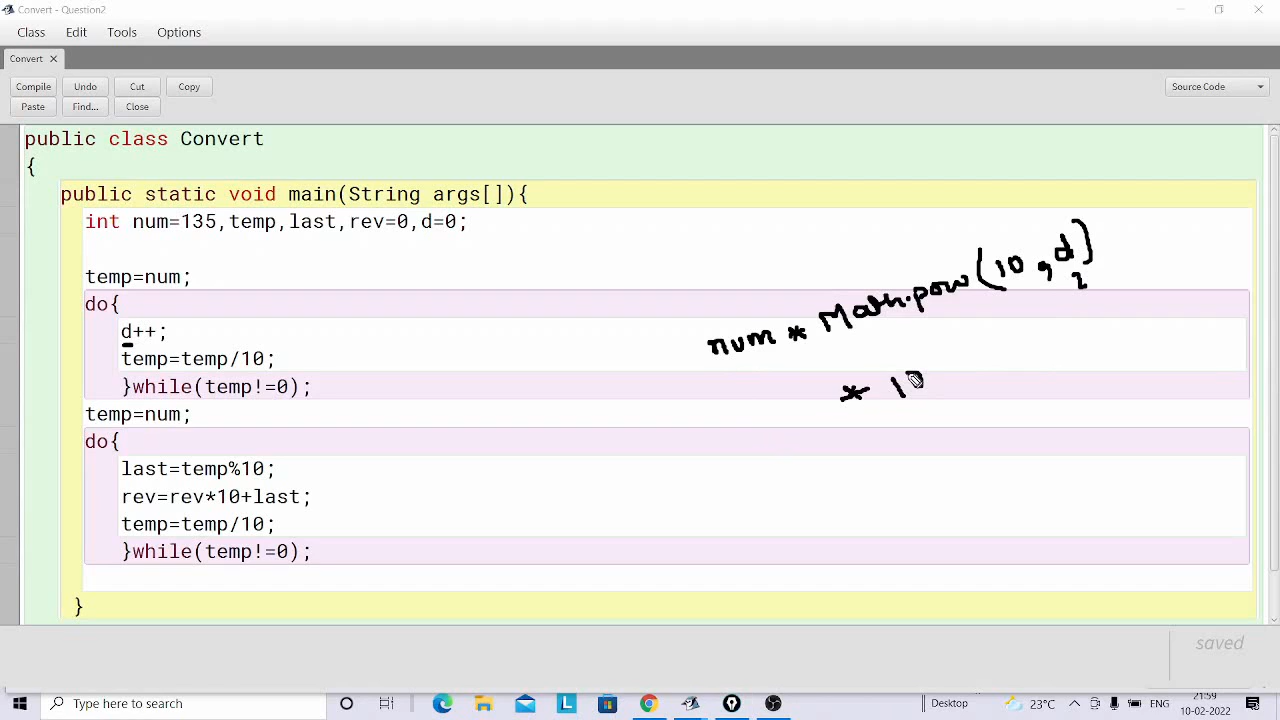 Convert - Question2
Class Edit Tools Options
Convert ×
Compile Undo Cut Copy
Source Code
Paste Find... Close
public class Convert
{
public static void main(String args[]){
int num=135,temp,last,rev=0,d=0;
temp=num;
do{
d++;
temp=temp/10;
}while(temp!=0);
temp=num;
do{
last=temp%10;
rev=rev*10+last;
temp=temp/10;
}while(temp!=0);
}
num * Math.pow(10,d)
2
* 10
saved
Type here to search
Desktop
23°C
ENG
21:59
10-02-2022